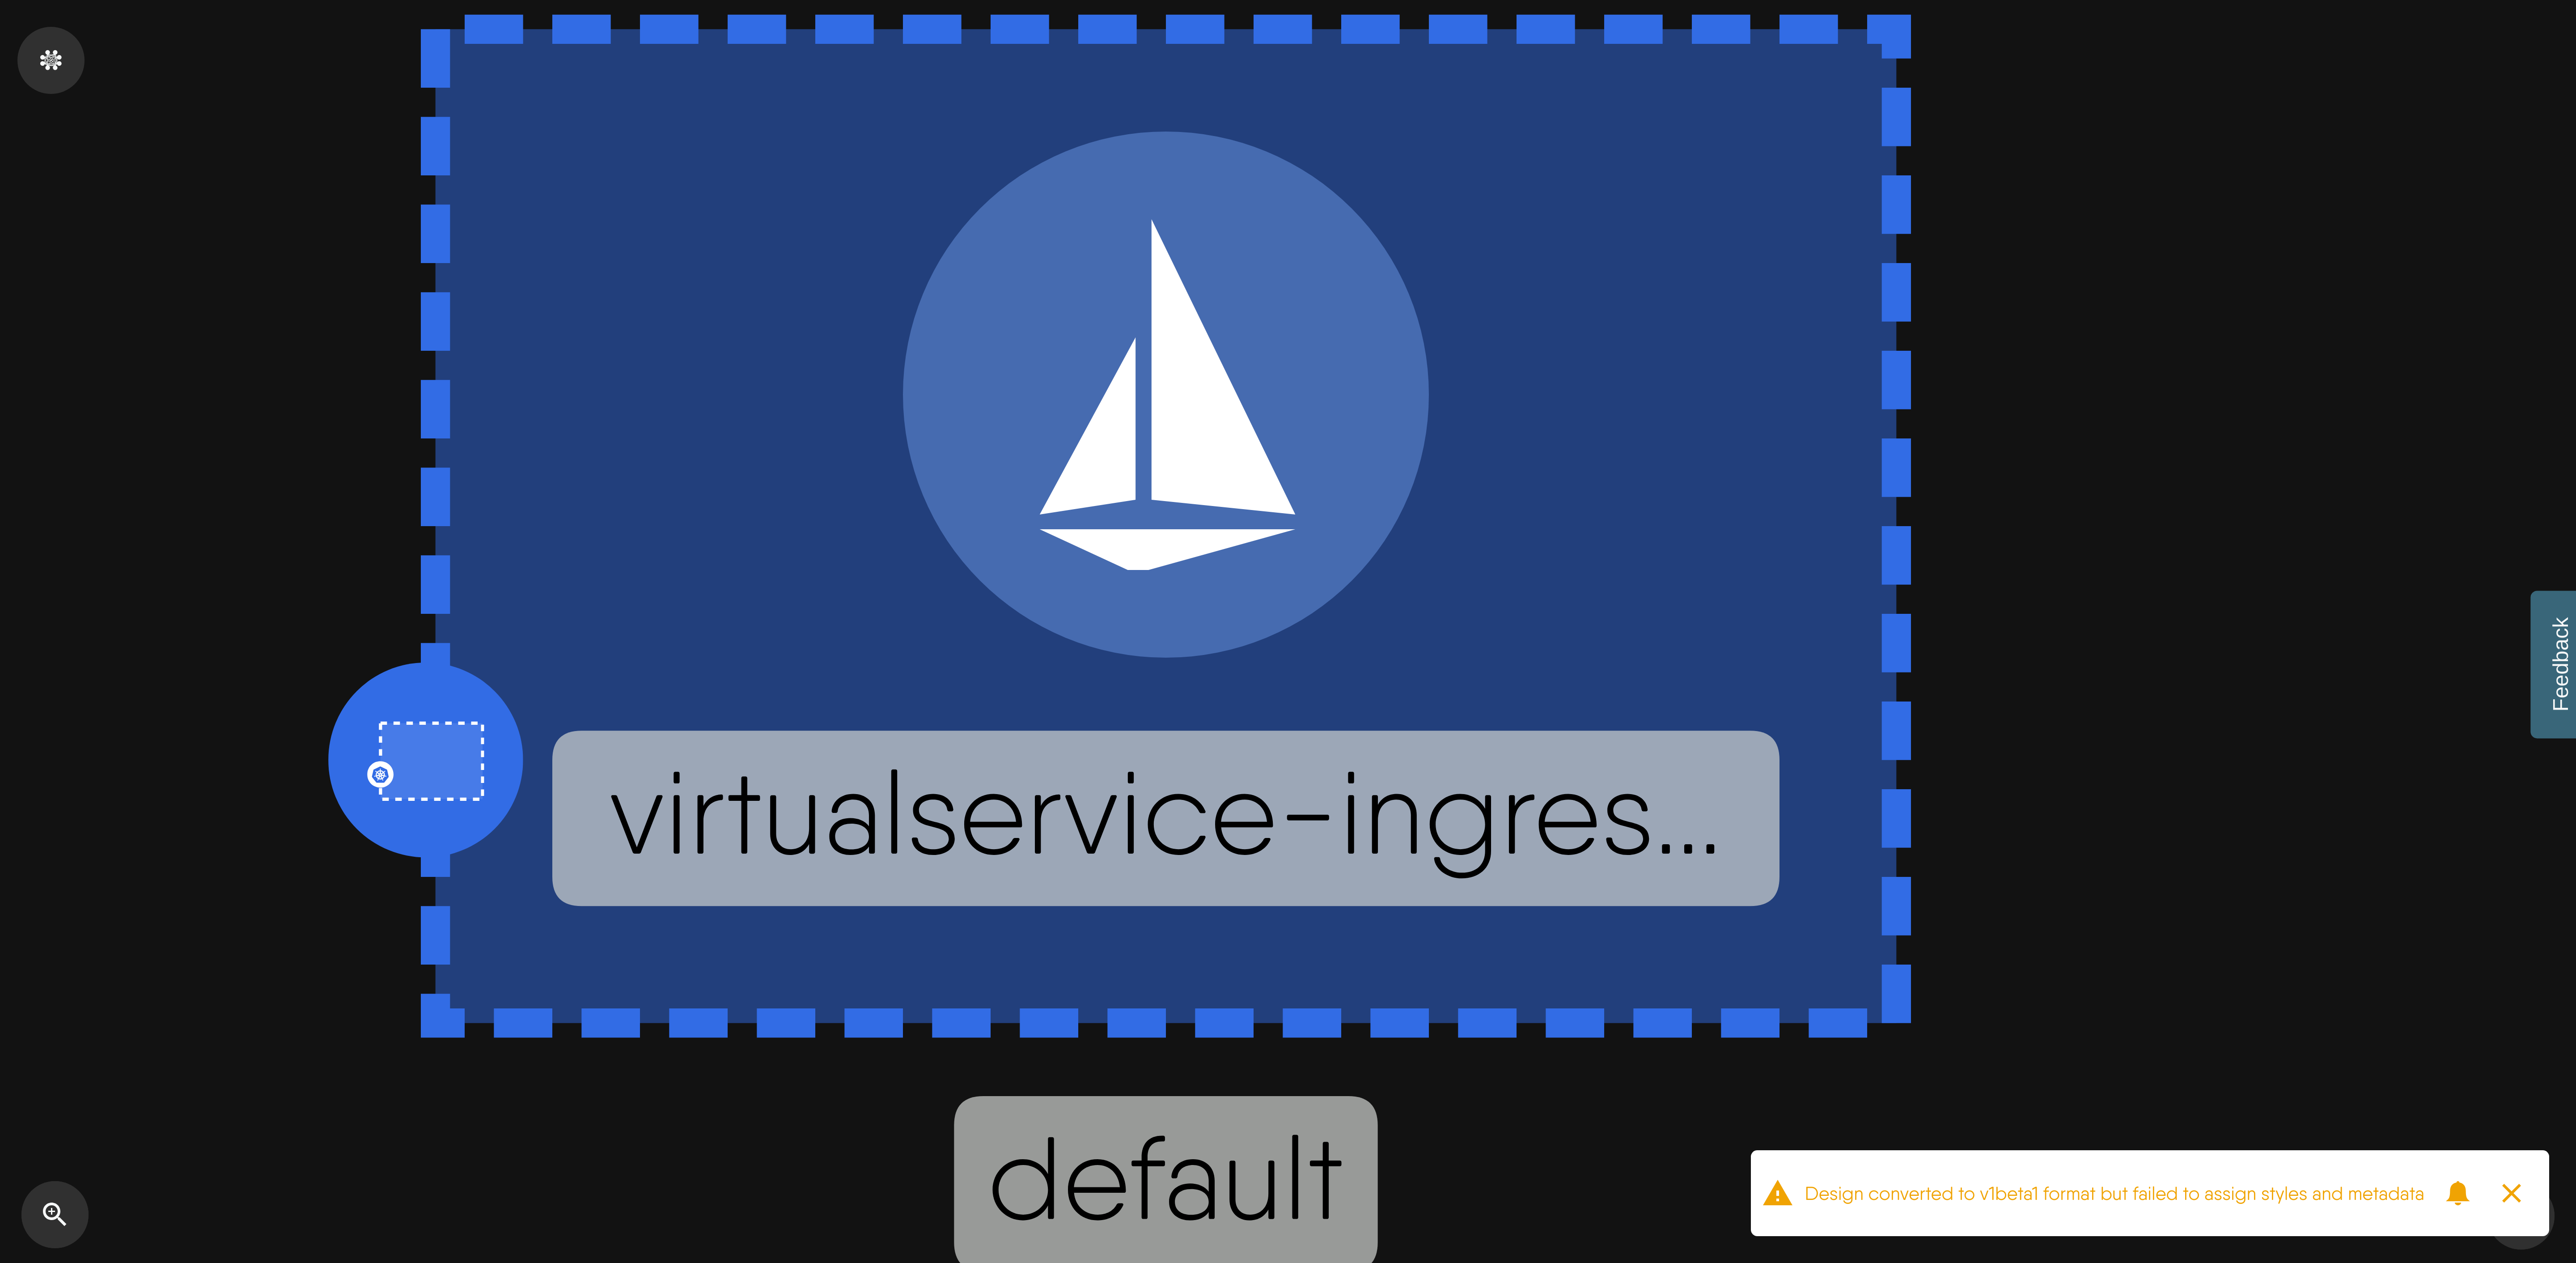 virtualservice-ingres...
default
Feedback
Design converted to v1beta1 format but failed to assign styles and metadata